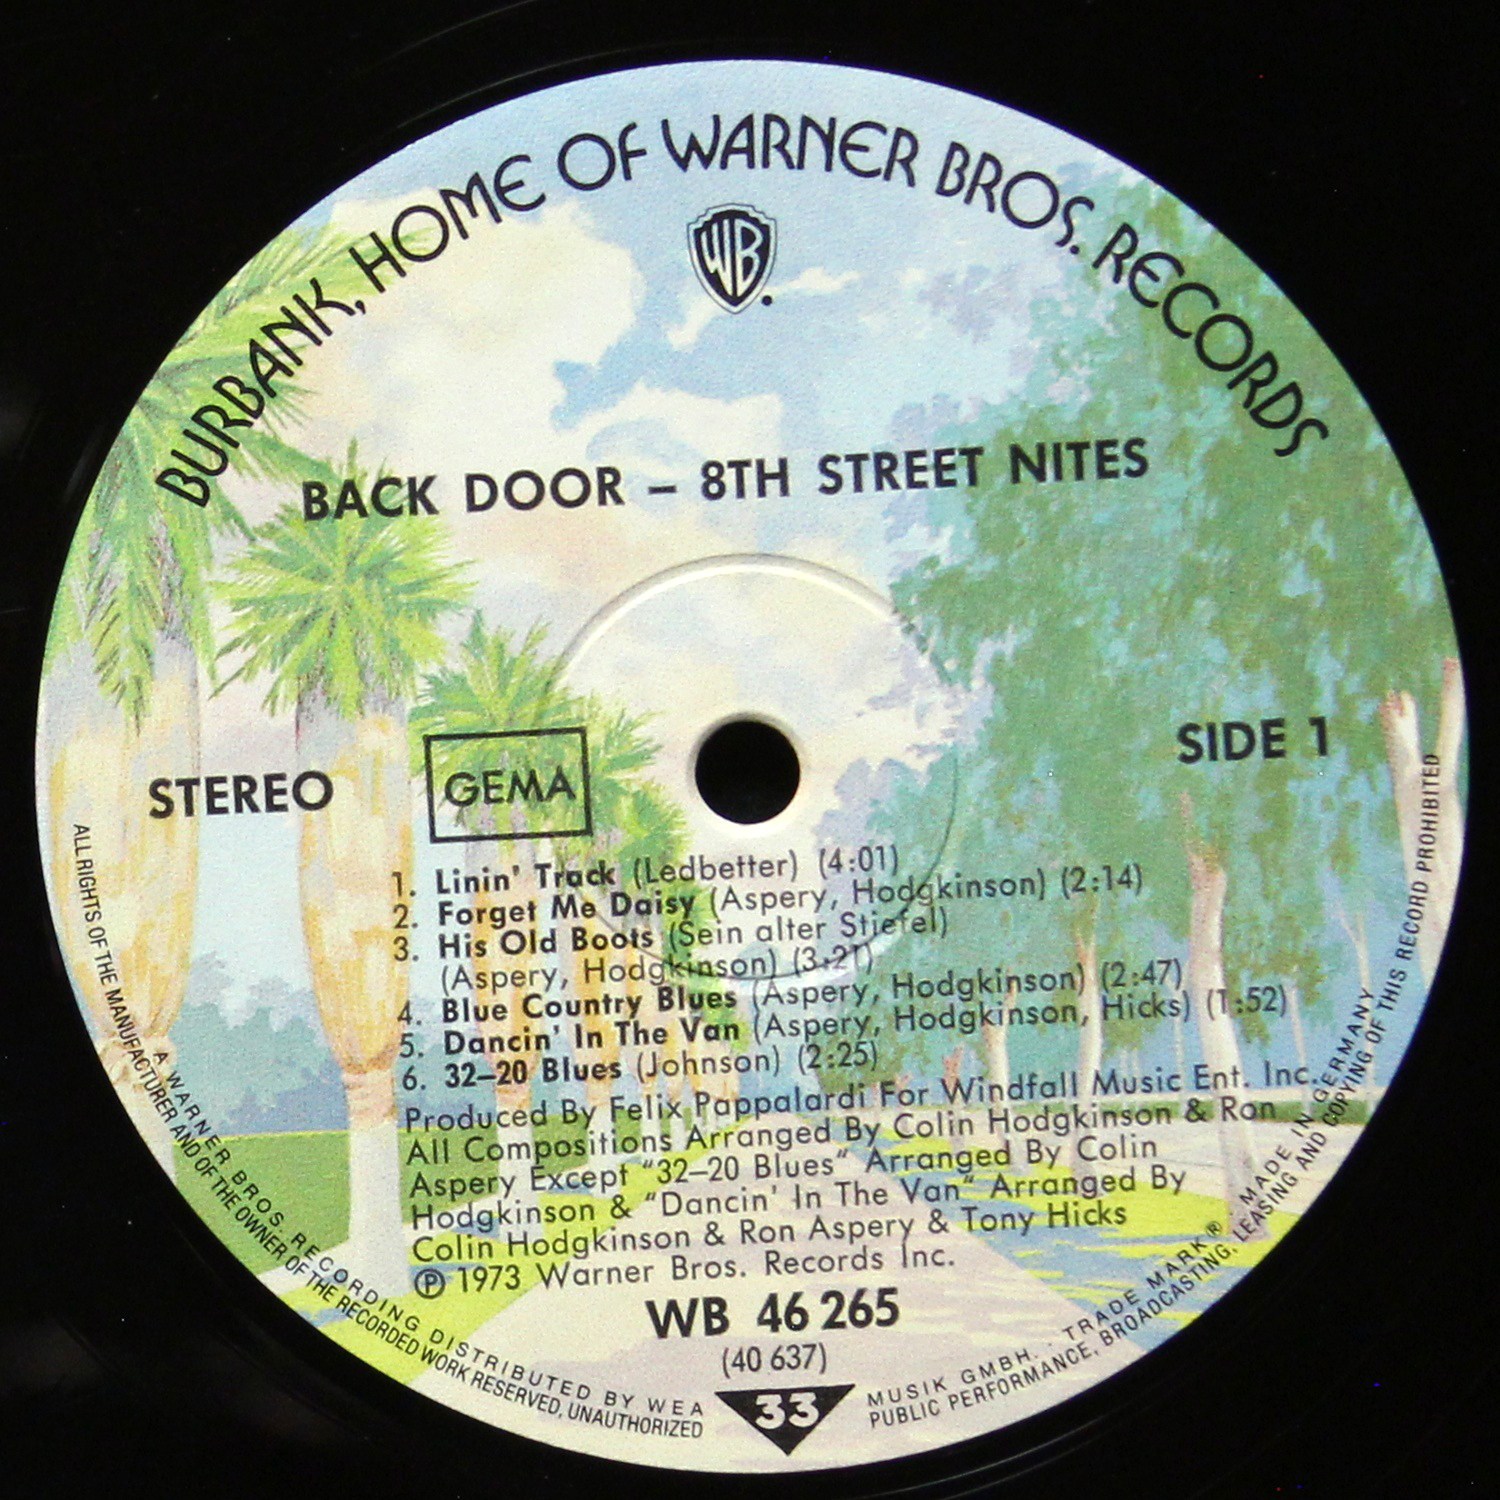 BURBANK, HOME OF WARNER BROS. RECORDS
WB
BACK DOOR – 8TH STREET NITES
STEREO
GEMA
SIDE 1
1. Linin' Track (Ledbetter) (4:01)
2. Forget Me Daisy (Aspery, Hodgkinson) (2:14)
3. His Old Boots (Sein alter Stiefel)
(Aspery, Hodgkinson) (3:21)
4. Blue Country Blues (Aspery, Hodgkinson) (2:47)
5. Dancin' In The Van (Aspery, Hodgkinson, Hicks) (1:52)
6. 32–20 Blues (Johnson) (2:25)
Produced By Felix Pappalardi For Windfall Music Ent. Inc.
All Compositions Arranged By Colin Hodgkinson & Ron
Aspery Except "32–20 Blues" Arranged By Colin
Hodgkinson & "Dancin' In The Van" Arranged By
Colin Hodgkinson & Ron Aspery & Tony Hicks
Ⓟ 1973 Warner Bros. Records Inc.
WB 46 265
(40 637)
33
A WARNER BROS. RECORDING DISTRIBUTED BY WEA MUSIK GMBH. · TRADE MARK® · MADE IN GERMANY
ALL RIGHTS OF THE MANUFACTURER AND OF THE OWNER OF THE RECORDED WORK RESERVED, UNAUTHORIZED PUBLIC PERFORMANCE, BROADCASTING, LEASING AND COPYING OF THIS RECORD PROHIBITED